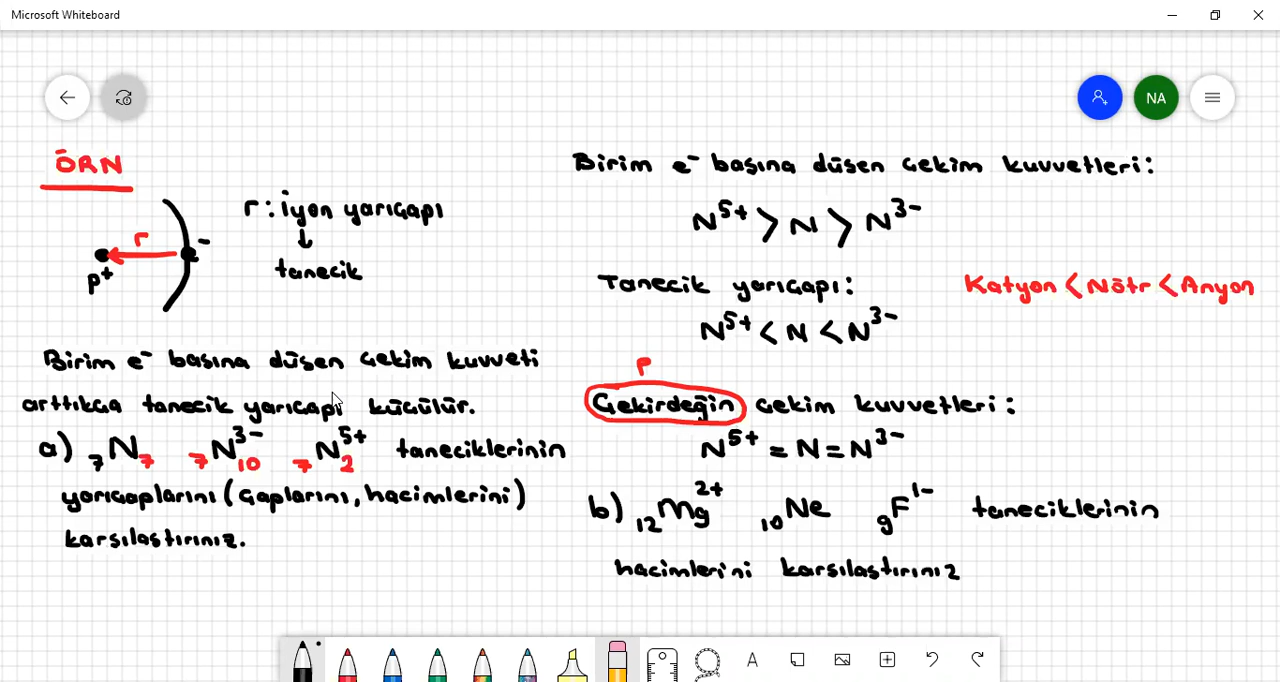 Microsoft Whiteboard
NA
ÖRN
r : İyon yarıçapı
tanecik
r
p⁺
e⁻
Birim e⁻ başına düşen çekim kuvveti
arttıkça tanecik yarıçapı küçülür.
a) ₇N₇ ₇N³⁻₁₀ ₇N⁵⁺₂ taneciklerinin
yarıçaplarını (çaplarını, hacimlerini)
karşılaştırınız.
Birim e⁻ başına düşen çekim kuvvetleri :
N⁵⁺ > N > N³⁻
Tanecik yarıçapı :
Katyon < Nötr < Anyon
N⁵⁺ < N < N³⁻
P
Çekirdeğin çekim kuvvetleri :
N⁵⁺ = N = N³⁻
b) ₁₂Mg²⁺ ₁₀Ne ₉F¹⁻ taneciklerinin
hacimlerini karşılaştırınız
A